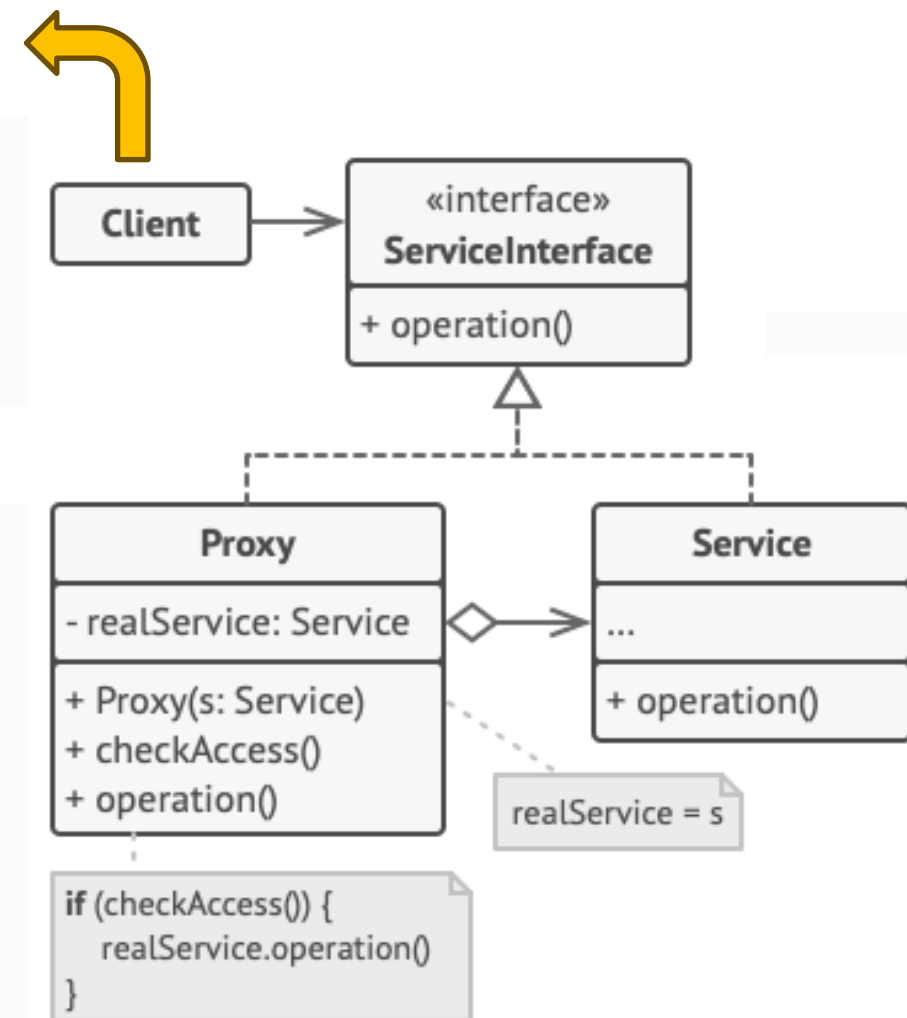 Client
«interface»
ServiceInterface
+ operation()
Proxy
- realService: Service
+ Proxy(s: Service)
+ checkAccess()
+ operation()
Service
...
+ operation()
realService = s
if (checkAccess()) {
realService.operation()
}